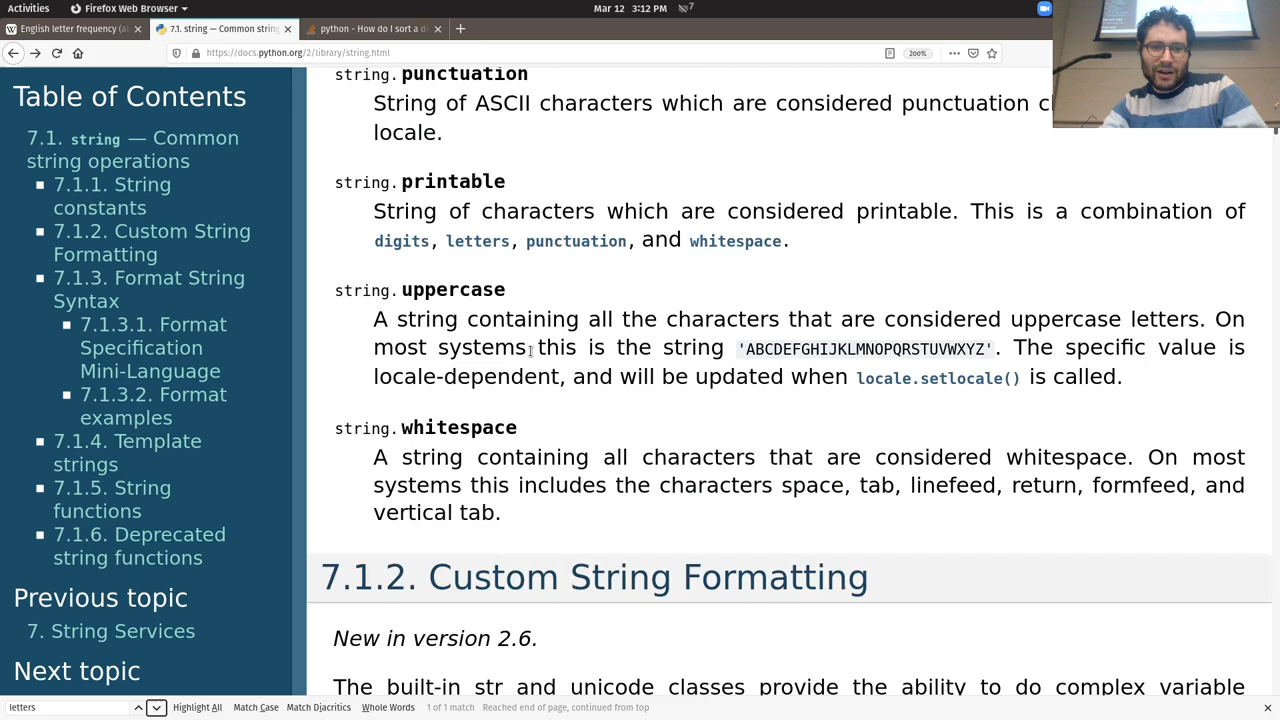 Activities
Firefox Web Browser
Mar 12 3:12 PM
7
English letter frequency (a
7.1. string — Common strin
python - How do I sort a di
https://docs.python.org/2/library/string.html
200%
Table of Contents
7.1. string — Common
string operations
7.1.1. String
constants
7.1.2. Custom String
Formatting
7.1.3. Format String
Syntax
7.1.3.1. Format
Specification
Mini-Language
7.1.3.2. Format
examples
7.1.4. Template
strings
7.1.5. String
functions
7.1.6. Deprecated
string functions
Previous topic
7. String Services
Next topic
string.punctuation
String of ASCII characters which are considered punctuation
locale.
string.printable
String of characters which are considered printable. This is a combination of
digits, letters, punctuation, and whitespace.
string.uppercase
A string containing all the characters that are considered uppercase letters. On
most systems this is the string 'ABCDEFGHIJKLMNOPQRSTUVWXYZ'. The specific value is
locale-dependent, and will be updated when locale.setlocale() is called.
string.whitespace
A string containing all characters that are considered whitespace. On most
systems this includes the characters space, tab, linefeed, return, formfeed, and
vertical tab.
7.1.2. Custom String Formatting
New in version 2.6.
The built-in str and unicode classes provide the ability to do complex variable
letters
Highlight All
Match Case
Match Diacritics
Whole Words
1 of 1 match
Reached end of page, continued from top